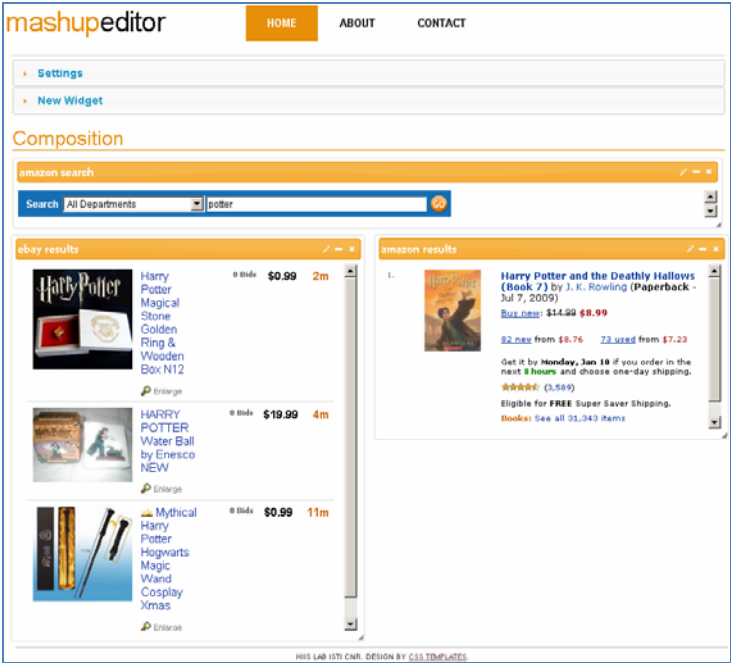 mashupeditor
HOME
ABOUT
CONTACT
Settings
New Widget
Composition
amazon search
Search
All Departments
potter
GO
ebay results
Harry Potter
Harry
Potter
Magical
Stone
Golden
Ring &
Wooden
Box N12
0 Bids
$0.99
2m
Enlarge
HARRY
POTTER
Water Ball
by Enesco
NEW
0 Bids
$19.99
4m
Enlarge
Mythical
Harry
Potter
Hogwarts
Magic
Wand
Cosplay
Xmas
0 Bids
$0.99
11m
Enlarge
amazon results
1.
Harry Potter
Harry Potter and the Deathly Hallows
(Book 7) by J. K. Rowling (Paperback -
Jul 7, 2009)
Buy new: $14.99 $8.99
82 new from $8.76 73 used from $7.23
Get it by Monday, Jan 10 if you order in the
next 8 hours and choose one-day shipping.
(3,589)
Eligible for FREE Super Saver Shipping.
Books: See all 31,343 items
HIIS LAB ISTI CNR. DESIGN BY CSS TEMPLATES.